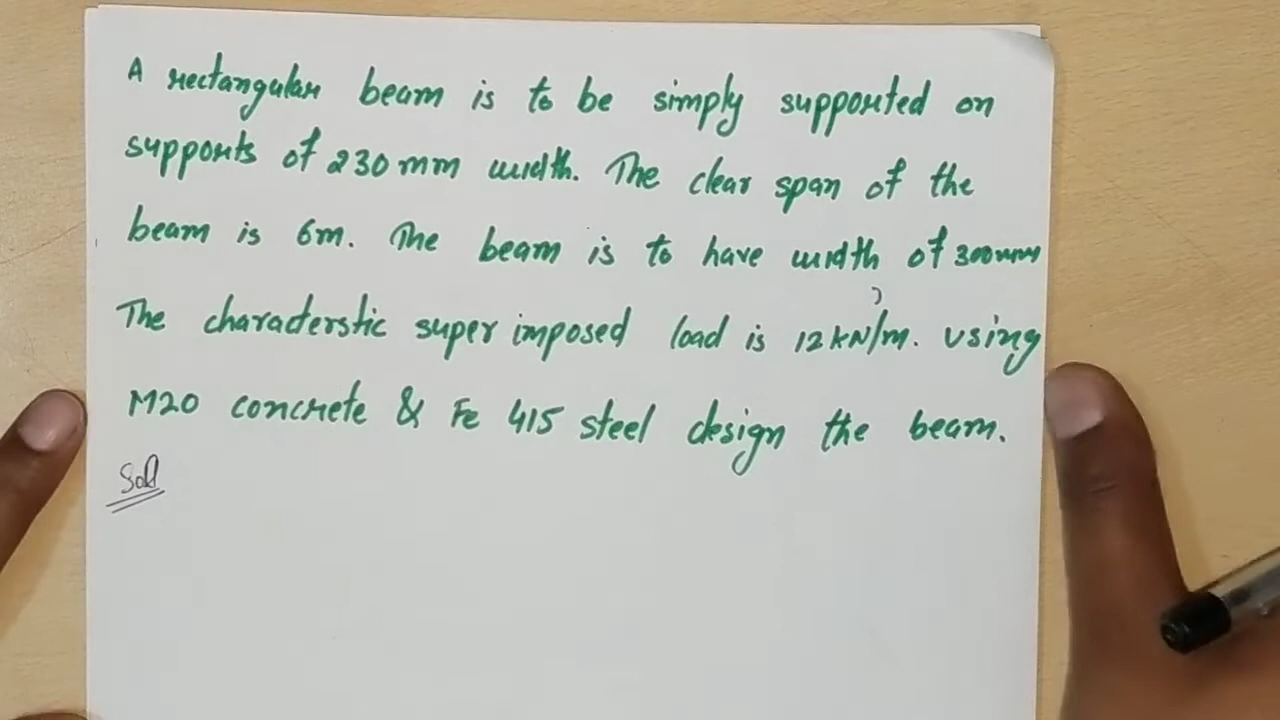 A rectangular beam is to be simply supported on
supports of 230 mm width. The clear span of the
beam is 6m. The beam is to have width of 300mm
The characterstic super imposed load is 12 kN/m. using
M20 concrete & Fe 415 steel design the beam.
Sol